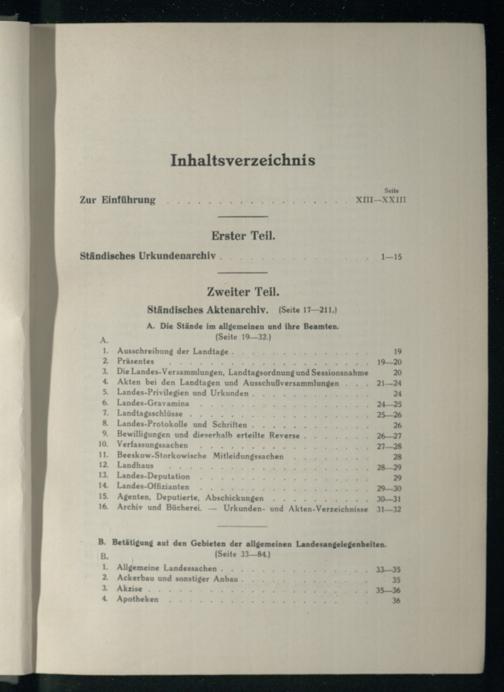 Inhaltsverzeichnis
Seite
Zur Einführung . . . . . . . . . . . . . . . . . . XIII—XXIII
Erster Teil.
Ständisches Urkundenarchiv . . . . . . . . . . . . . 1—15
Zweiter Teil.
Ständisches Aktenarchiv. (Seite 17—211.)
A. Die Stände im allgemeinen und ihre Beamten.
(Seite 19—32.)
A.
1. Ausschreibung der Landtage . . . . . . . . . . . . 19
2. Präsentes . . . . . . . . . . . . . . . . . 19—20
3. Die Landes-Versammlungen, Landtagsordnung und Sessionsnahme 20
4. Akten bei den Landtagen und Ausschußversammlungen . . . 21—24
5. Landes-Privilegien und Urkunden . . . . . . . . . . 24
6. Landes-Gravamina . . . . . . . . . . . . . . 24—25
7. Landtagsschlüsse . . . . . . . . . . . . . . . 25—26
8. Landes-Protokolle und Schriften . . . . . . . . . . 26
9. Bewilligungen und dieserhalb erteilte Reverse . . . . . . 26—27
10. Verfassungssachen . . . . . . . . . . . . . . 27—28
11. Beeskow-Storkowische Mitleidungssachen . . . . . . . 28
12. Landhaus . . . . . . . . . . . . . . . . . 28—29
13. Landes-Deputation . . . . . . . . . . . . . . 29
14. Landes-Offizianten . . . . . . . . . . . . . . 29—30
15. Agenten, Deputierte, Abschickungen . . . . . . . . . 30—31
16. Archiv und Bücherei. — Urkunden- und Akten-Verzeichnisse 31—32
B. Betätigung auf den Gebieten der allgemeinen Landesangelegenheiten.
(Seite 33—84.)
B.
1. Allgemeine Landessachen . . . . . . . . . . . . 33—35
2. Ackerbau und sonstiger Anbau . . . . . . . . . . . 35
3. Akzise . . . . . . . . . . . . . . . . . . 35—36
4. Apotheken . . . . . . . . . . . . . . . . . 36